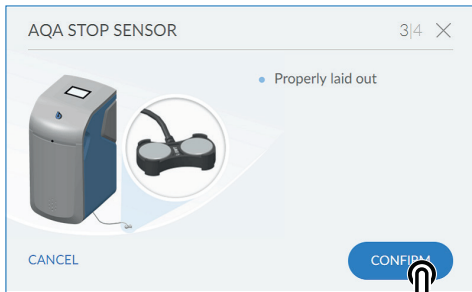 AQA STOP SENSOR 3|4
• Properly laid out
CANCEL CONFIRM